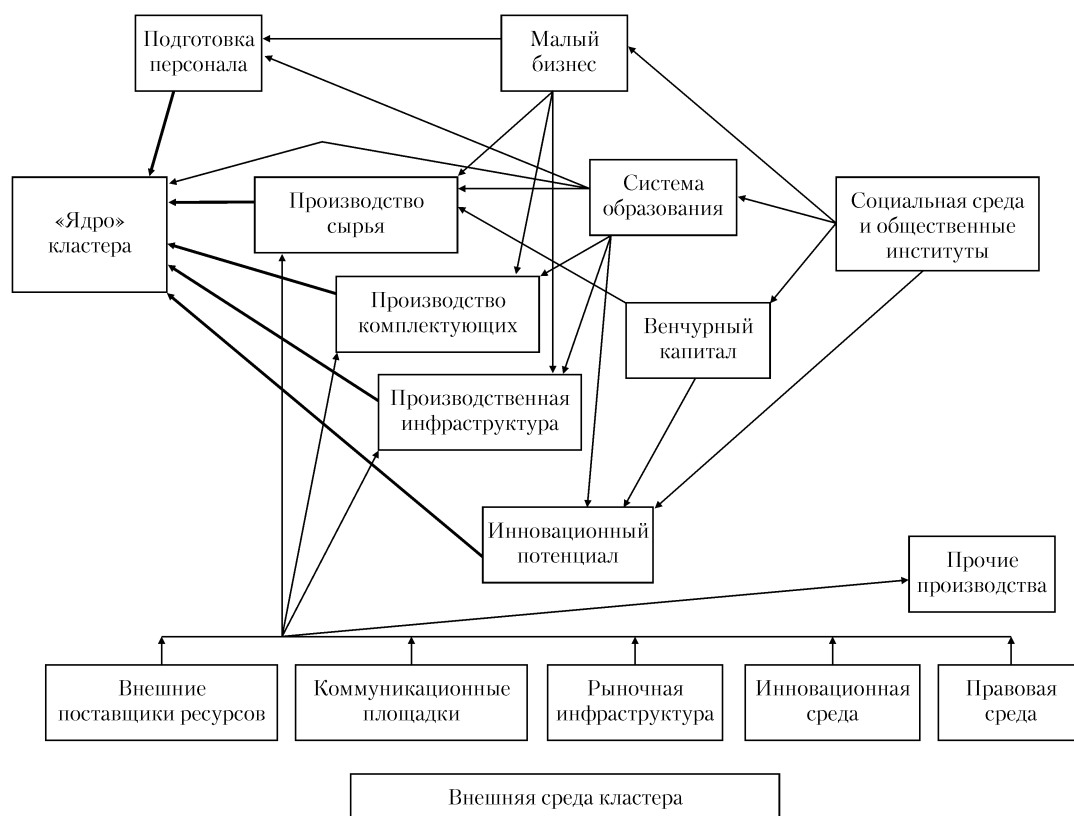 Подготовка
персонала
Малый
бизнес
«Ядро»
кластера
Производство
сырья
Система
образования
Социальная среда
и общественные
институты
Производство
комплектующих
Венчурный
капитал
Производственная
инфраструктура
Инновационный
потенциал
Прочие
производства
Внешние
поставщики ресурсов
Коммуникационные
площадки
Рыночная
инфраструктура
Инновационная
среда
Правовая
среда
Внешняя среда кластера